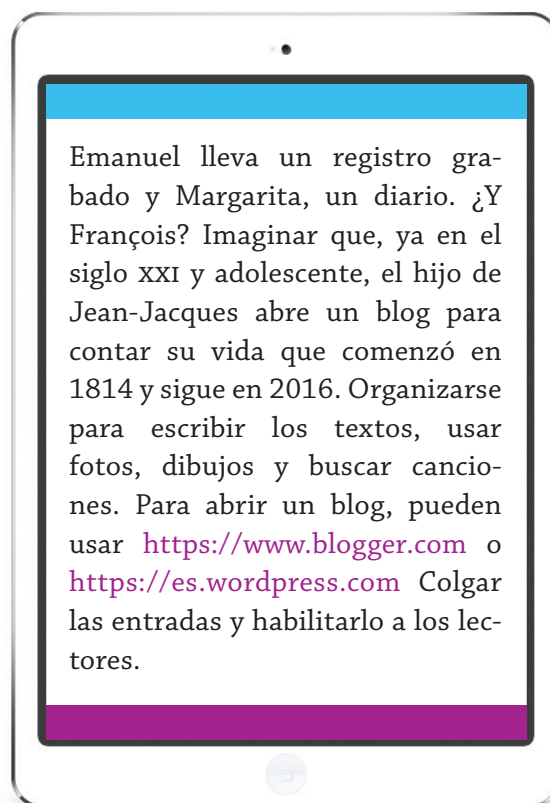 Emanuel lleva un registro gra-
bado y Margarita, un diario. ¿Y
François? Imaginar que, ya en el
siglo XXI y adolescente, el hijo de
Jean-Jacques abre un blog para
contar su vida que comenzó en
1814 y sigue en 2016. Organizarse
para escribir los textos, usar
fotos, dibujos y buscar cancio-
nes. Para abrir un blog, pueden
usar https://www.blogger.com o
https://es.wordpress.com Colgar
las entradas y habilitarlo a los lec-
tores.